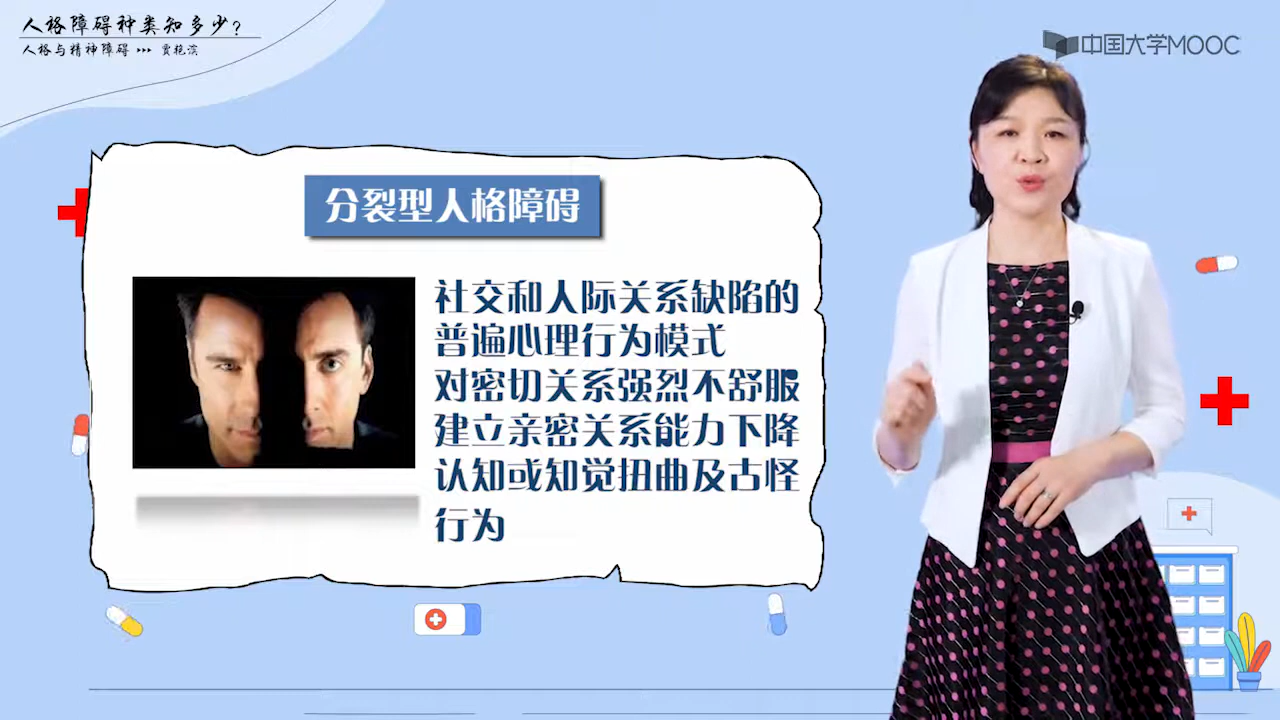 人格障碍种类知多少?
人格与精神障碍 ▸▸▸ 贾艳滨
中国大学MOOC
分裂型人格障碍
社交和人际关系缺陷的
普遍心理行为模式
对密切关系强烈不舒服
建立亲密关系能力下降
认知或知觉扭曲及古怪
行为